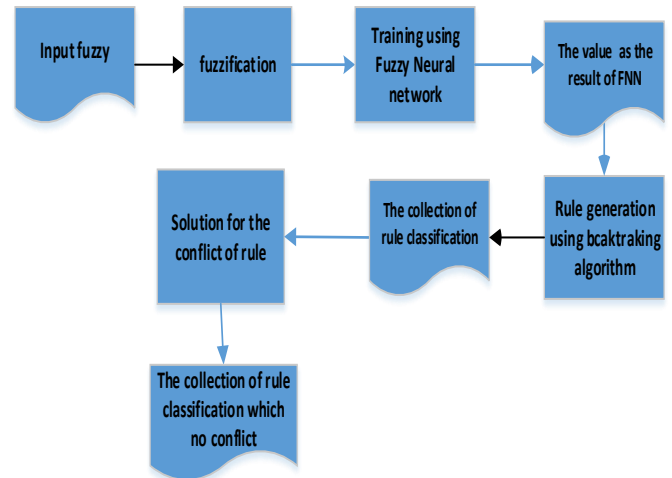 Input fuzzy
fuzzification
Training using
Fuzzy Neural
network
The value as the
result of FNN
Rule generation
using bcaktraking
algorithm
The collection of
rule classification
Solution for the
conflict of rule
The collection of rule
classification which
no conflict